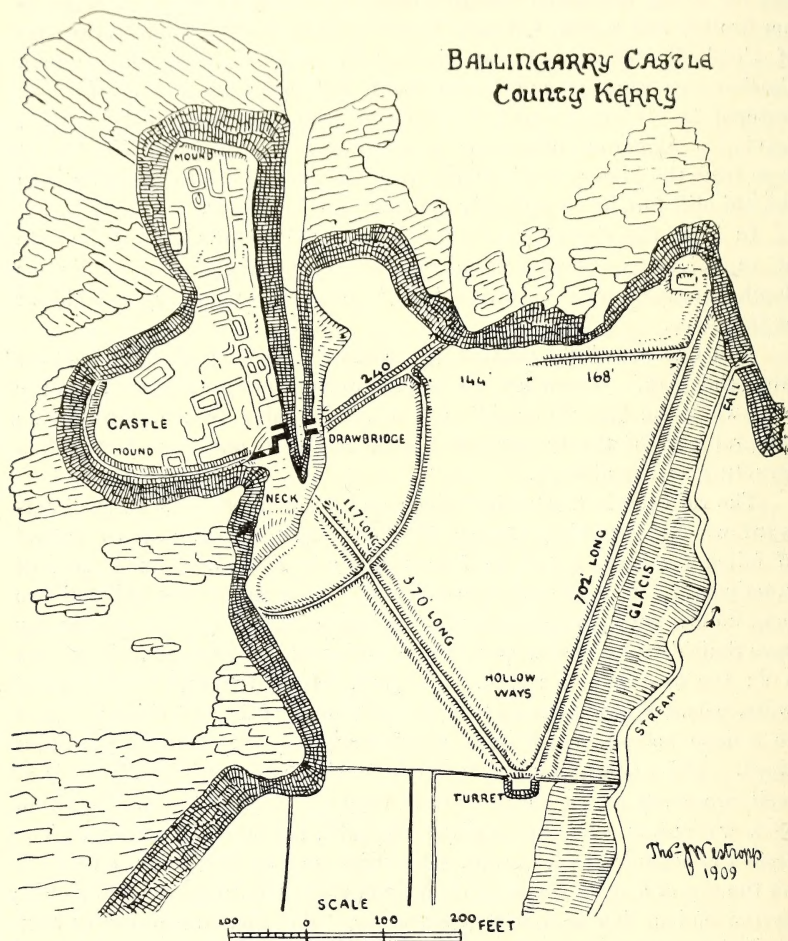 BALLINGARRY CASTLE
COUNTY KERRY
MOUND
240'
144'
168'
FALL
CASTLE
DRAWBRIDGE
MOUND
NECK
117 LONG
370 LONG
702' LONG
GLACIS
HOLLOW
WAYS
STREAM
TURRET
Thos J Westropp
1909
SCALE
100 0 100 200 FEET